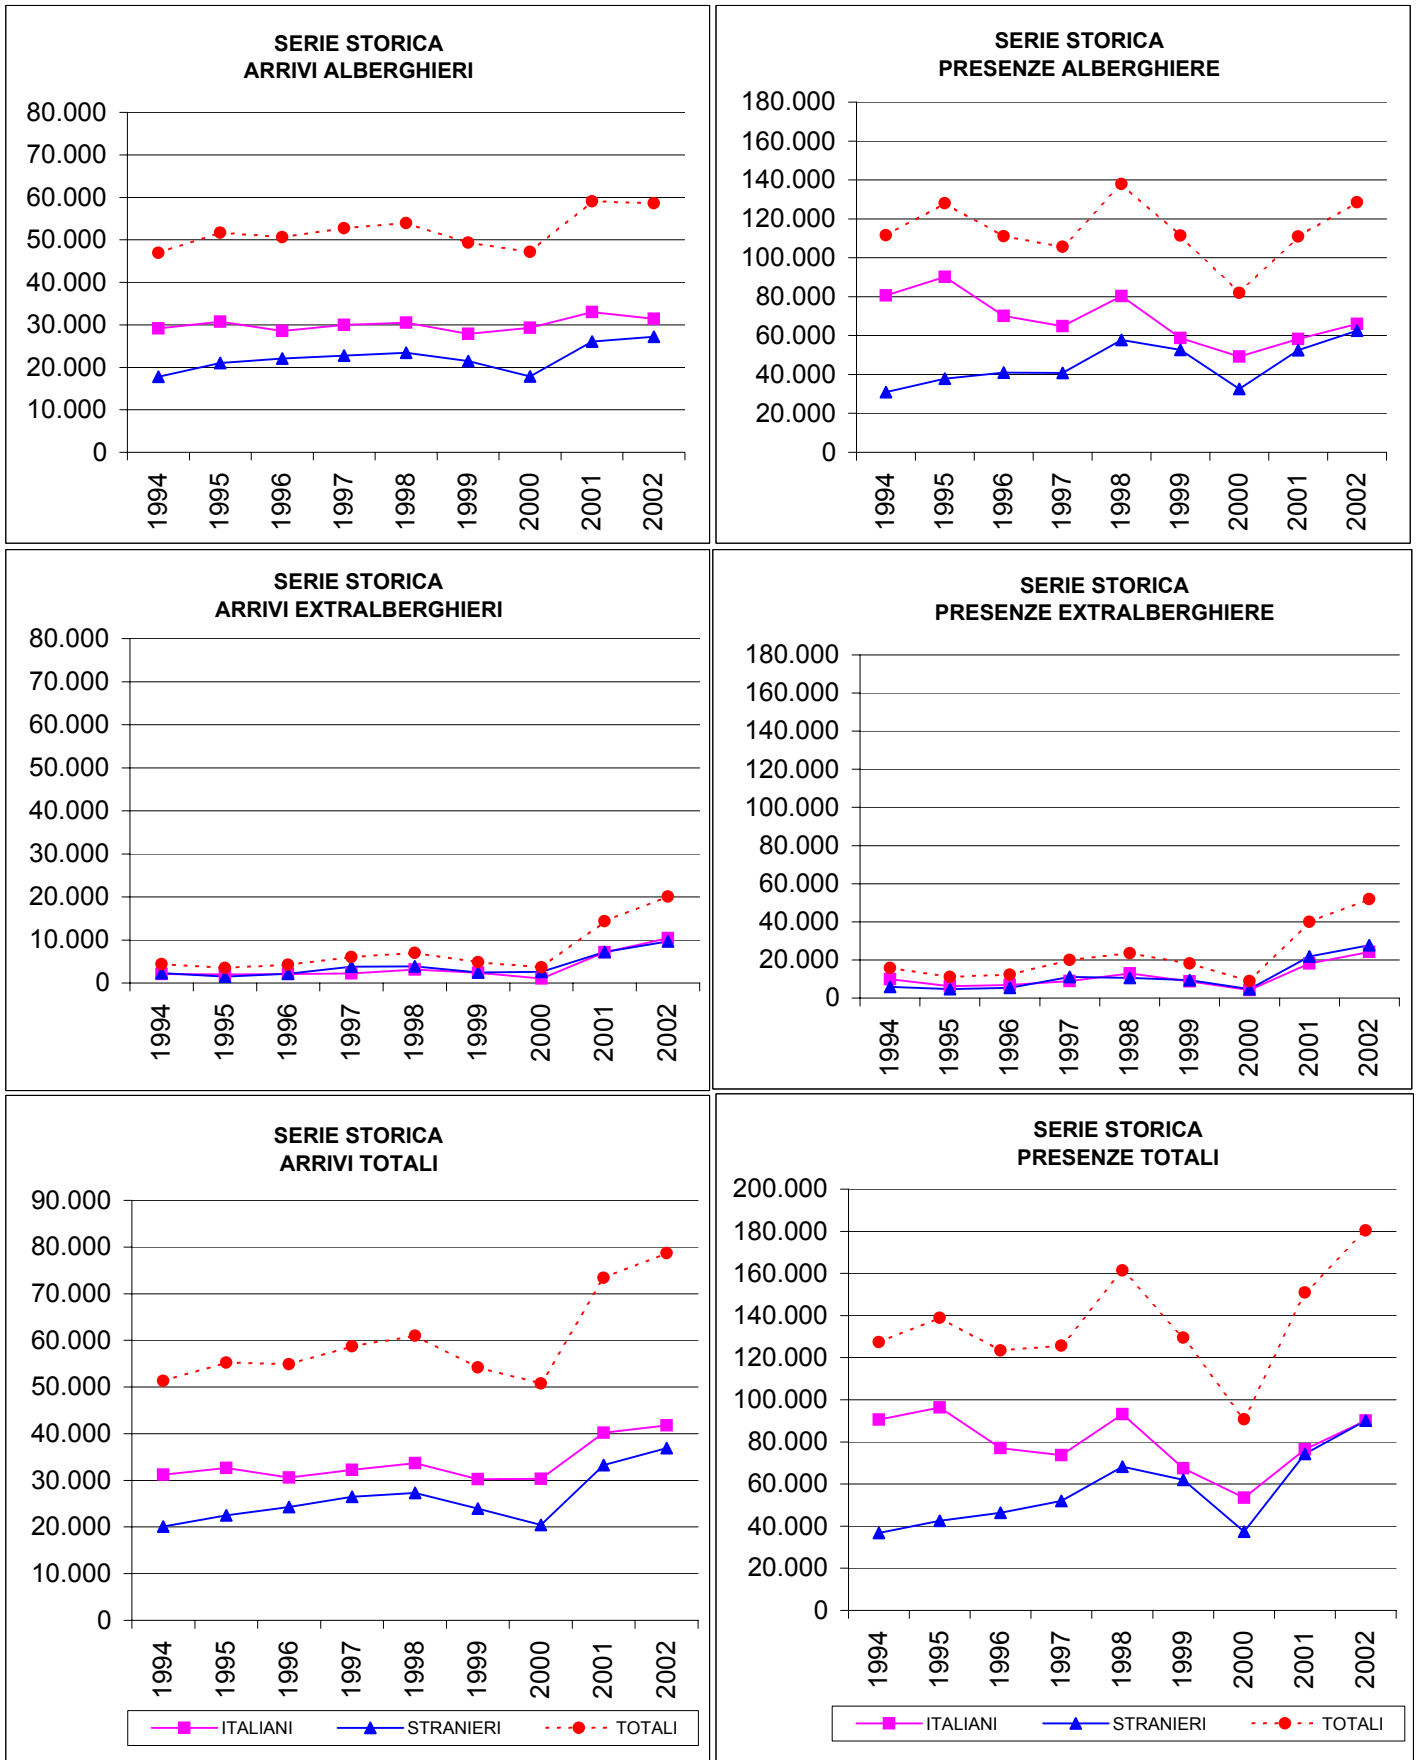 SERIE STORICA
ARRIVI ALBERGHIERI
80.000
70.000
60.000
50.000
40.000
30.000
20.000
10.000
0
1994 1995 1996 1997 1998 1999 2000 2001 2002
SERIE STORICA
PRESENZE ALBERGHIERE
180.000
160.000
140.000
120.000
100.000
80.000
60.000
40.000
20.000
0
1994 1995 1996 1997 1998 1999 2000 2001 2002
SERIE STORICA
ARRIVI EXTRALBERGHIERI
80.000
70.000
60.000
50.000
40.000
30.000
20.000
10.000
0
1994 1995 1996 1997 1998 1999 2000 2001 2002
SERIE STORICA
PRESENZE EXTRALBERGHIERE
180.000
160.000
140.000
120.000
100.000
80.000
60.000
40.000
20.000
0
1994 1995 1996 1997 1998 1999 2000 2001 2002
SERIE STORICA
ARRIVI TOTALI
90.000
80.000
70.000
60.000
50.000
40.000
30.000
20.000
10.000
0
1994 1995 1996 1997 1998 1999 2000 2001 2002
ITALIANI STRANIERI TOTALI
SERIE STORICA
PRESENZE TOTALI
200.000
180.000
160.000
140.000
120.000
100.000
80.000
60.000
40.000
20.000
0
1994 1995 1996 1997 1998 1999 2000 2001 2002
ITALIANI STRANIERI TOTALI